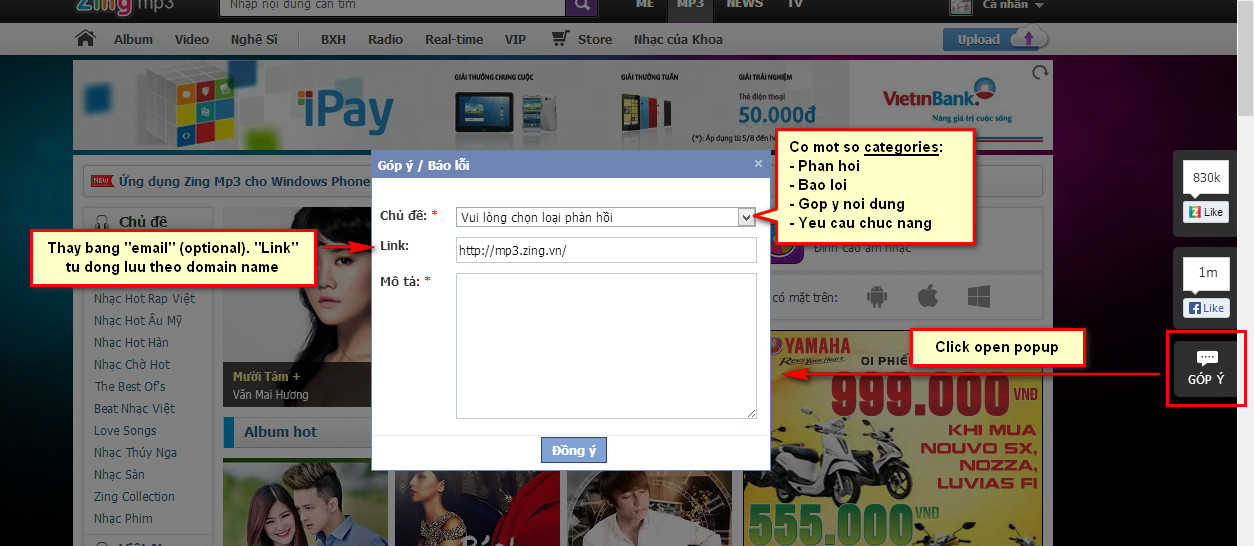 Zing mp3
Nhập nội dung cần tìm
ME
MP3
NEWS
TV
Cá nhân
Album
Video
Nghệ Sĩ
BXH
Radio
Real-time
VIP
Store
Nhạc của Khoa
Upload
iPay
GIẢI THƯỞNG CHUNG CUỘC
GIẢI THƯỞNG TUẦN
GIẢI TRẢI NGHIỆM
Thẻ điện thoại
50.000đ
(*): Áp dụng từ 5/8 đến
VietinBank
Nâng giá trị cuộc sống
NEW Ứng dụng Zing Mp3 cho Windows Phone
Góp ý / Báo lỗi
Chủ đề: *
Vui lòng chọn loại phản hồi
Link:
http://mp3.zing.vn/
Mô tả: *
Đồng ý
Co mot so categories:
- Phan hoi
- Bao loi
- Gop y noi dung
- Yeu cau chuc nang
Đỉnh cao âm nhạc
có mặt trên:
Thay bang "email" (optional). "Link"
tu dong luu theo domain name
Chủ đề
Nhạc Hot Rap Việt
Nhạc Hot Âu Mỹ
Nhạc Hot Hàn
Nhạc Chờ Hot
The Best Of's
Beat Nhạc Việt
Love Songs
Nhạc Thúy Nga
Nhạc Sàn
Zing Collection
Nhạc Phim
Mười Tám +
Văn Mai Hương
Album hot
830k
Like
1m
Like
GÓP Ý
Click open popup
YAMAHA
Revs Your Heart
OI PHIẾ
999.000 VNĐ
KHI MUA
NOUVO SX,
NOZZA,
LUVIAS FI
555.000 VNĐ